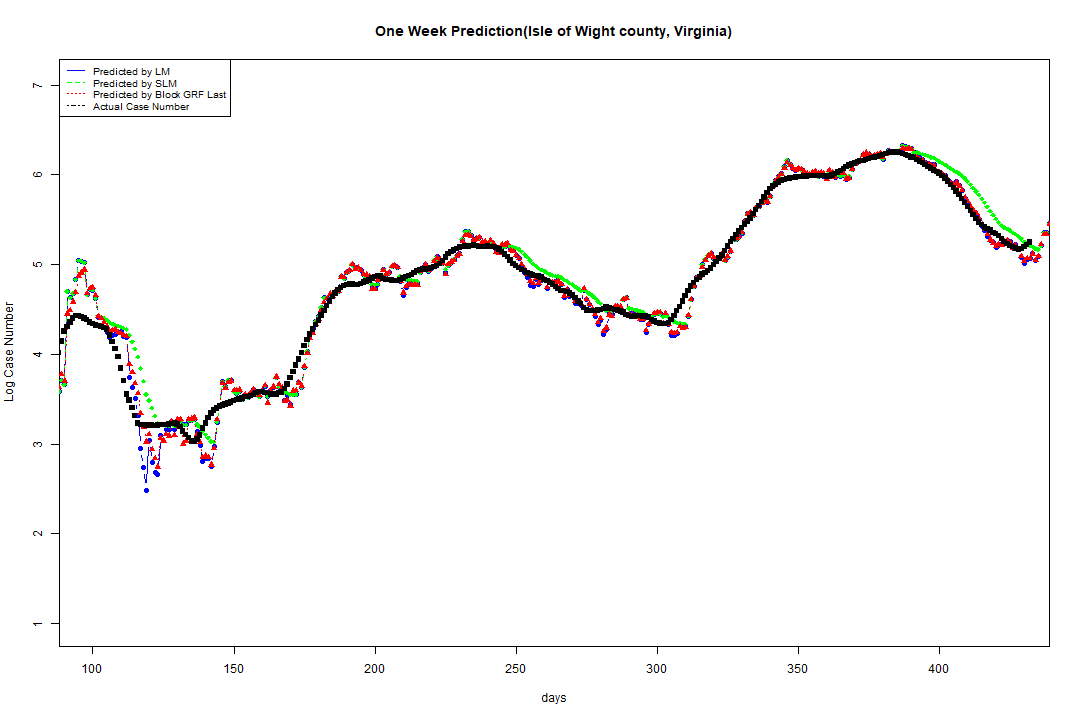 One Week Prediction(Isle of Wight county, Virginia)
Predicted by LM
Predicted by SLM
Predicted by Block GRF Last
Actual Case Number
7
6
5
4
3
2
1
Log Case Number
100 150 200 250 300 350 400
days